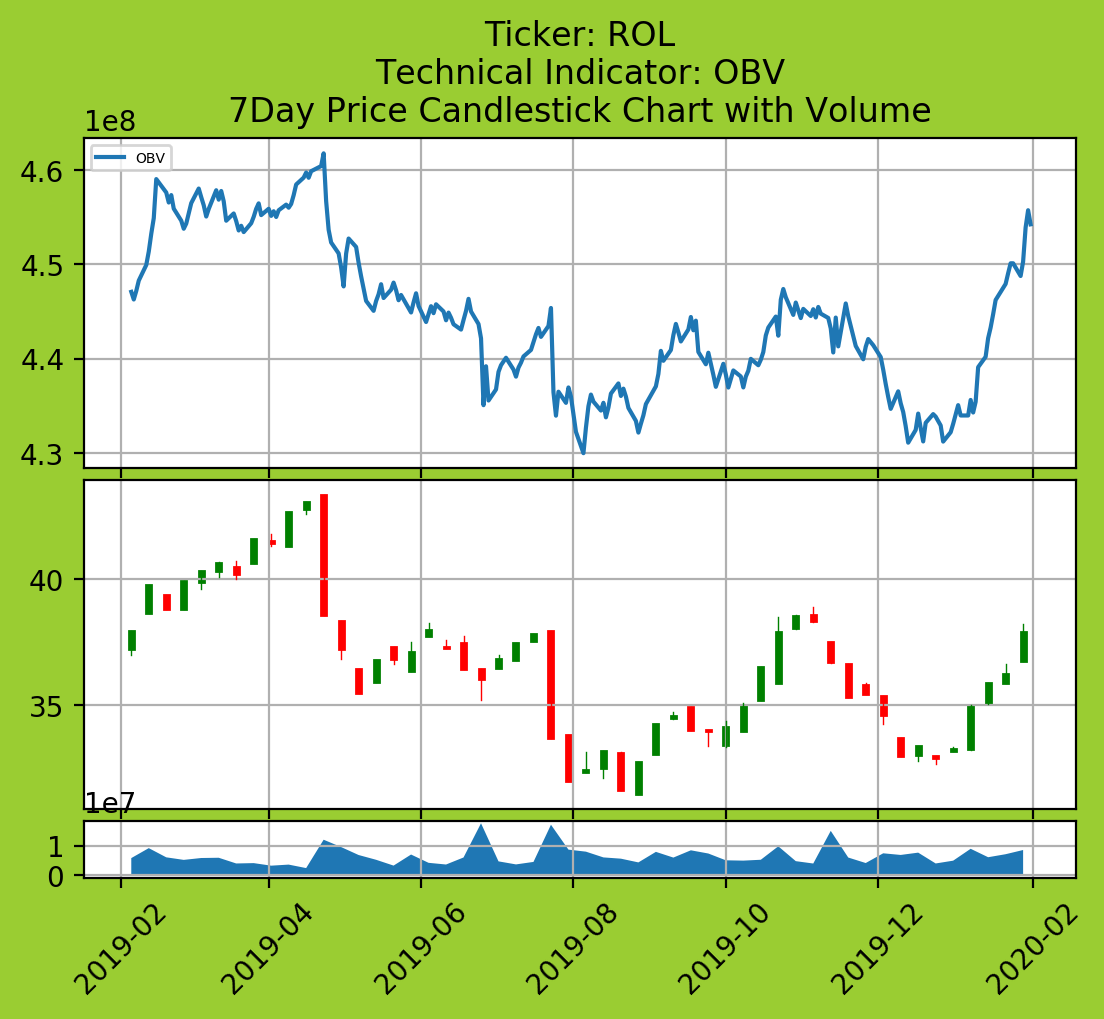 Ticker: ROL
Technical Indicator: OBV
7Day Price Candlestick Chart with Volume
1e8
OBV
4.6
4.5
4.4
4.3
40
35
1e7
1
0
2019-02
2019-04
2019-06
2019-08
2019-10
2019-12
2020-02